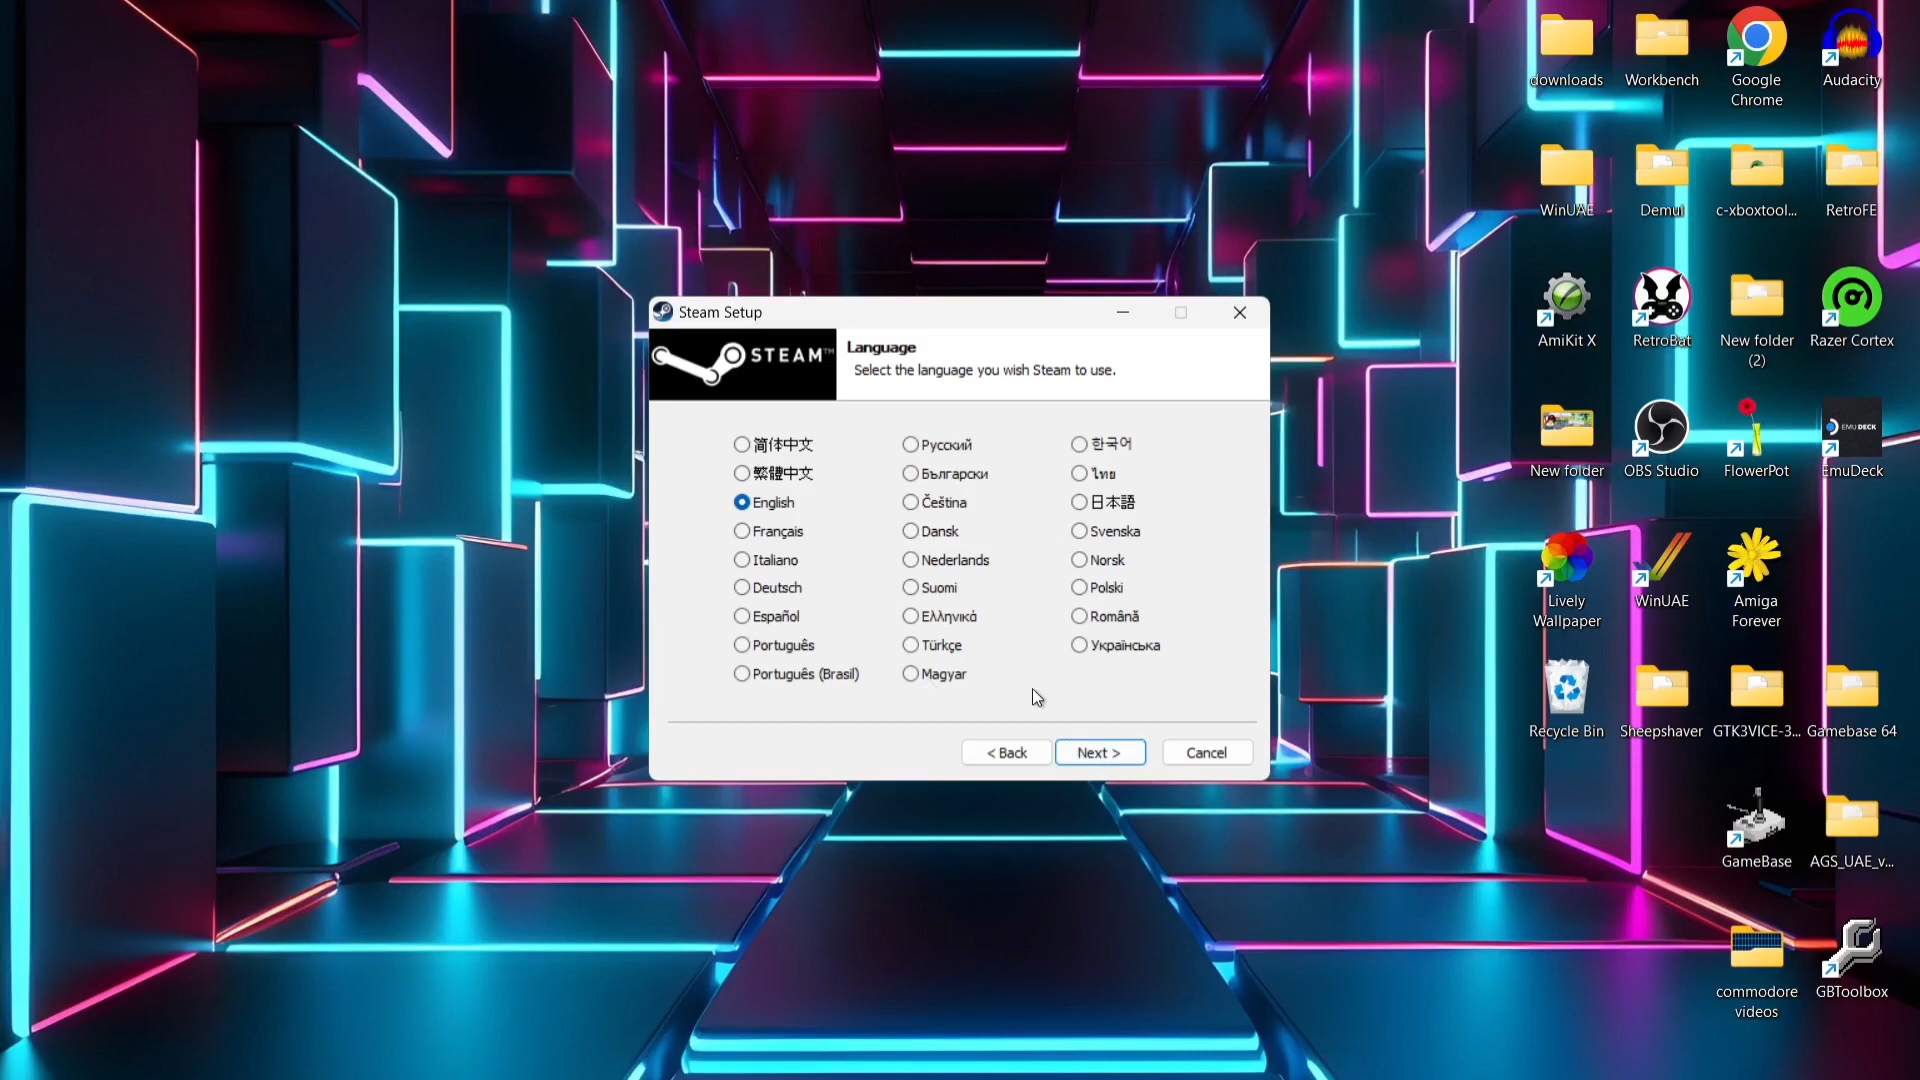 Steam Setup
STEAM™
Language
Select the language you wish Steam to use.
简体中文
Русский
한국어
繁體中文
Български
ไทย
English
Čeština
日本語
Français
Dansk
Svenska
Italiano
Nederlands
Norsk
Deutsch
Suomi
Polski
Español
Ελληνικά
Română
Português
Türkçe
Українська
Português (Brasil)
Magyar
< Back
Next >
Cancel
downloads
Workbench
Google
Chrome
Audacity
WinUAE
Demul
c-xboxtool...
RetroFE
AmiKit X
RetroBat
New folder
(2)
Razer Cortex
New folder
OBS Studio
FlowerPot
EMU DECK
EmuDeck
Lively
Wallpaper
WinUAE
Amiga
Forever
Recycle Bin
Sheepshaver
GTK3VICE-3...
Gamebase 64
GameBase
AGS_UAE_v...
commodore
videos
GBToolbox